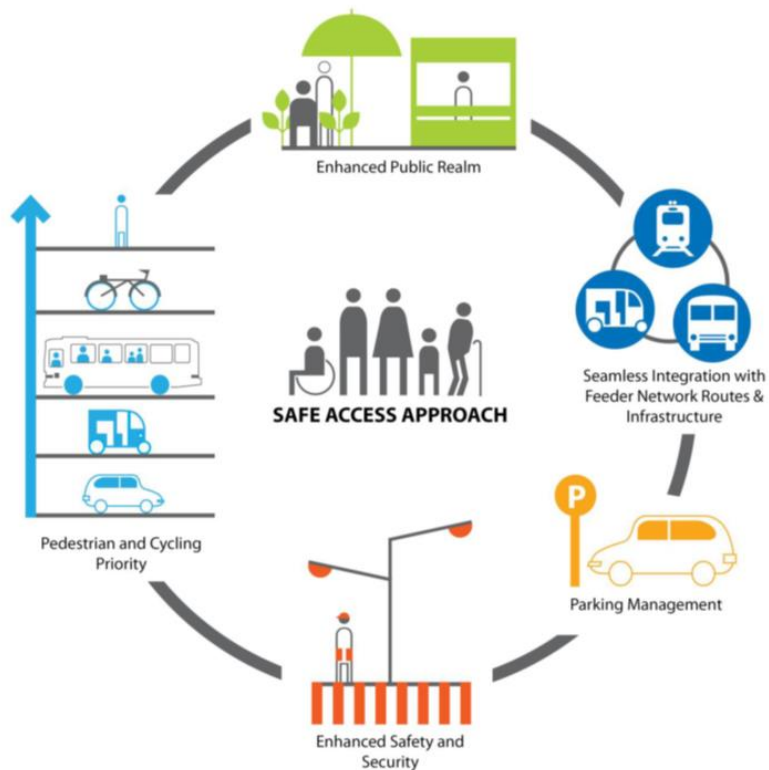 Enhanced Public Realm
Seamless Integration with
Feeder Network Routes &
Infrastructure
SAFE ACCESS APPROACH
P
Parking Management
Pedestrian and Cycling
Priority
Enhanced Safety and
Security